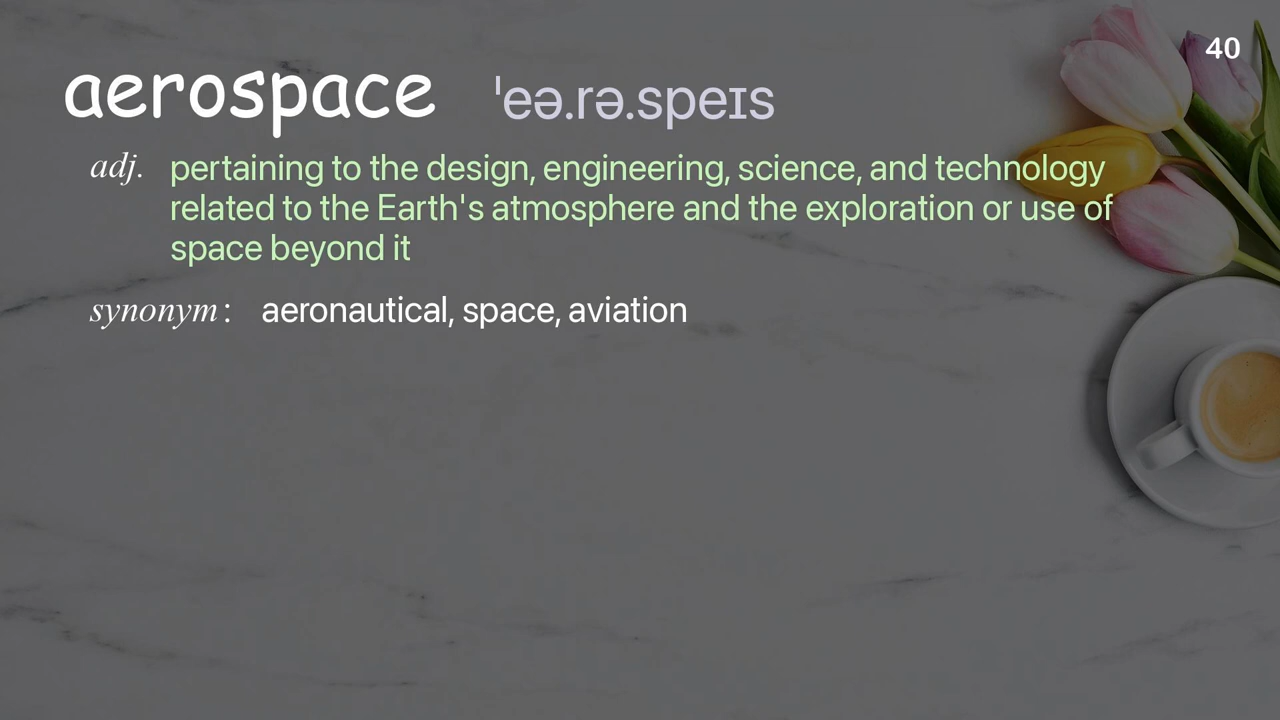 40
aerospace ˈeə.rə.speɪs
adj. pertaining to the design, engineering, science, and technology
related to the Earth's atmosphere and the exploration or use of
space beyond it
synonym: aeronautical, space, aviation